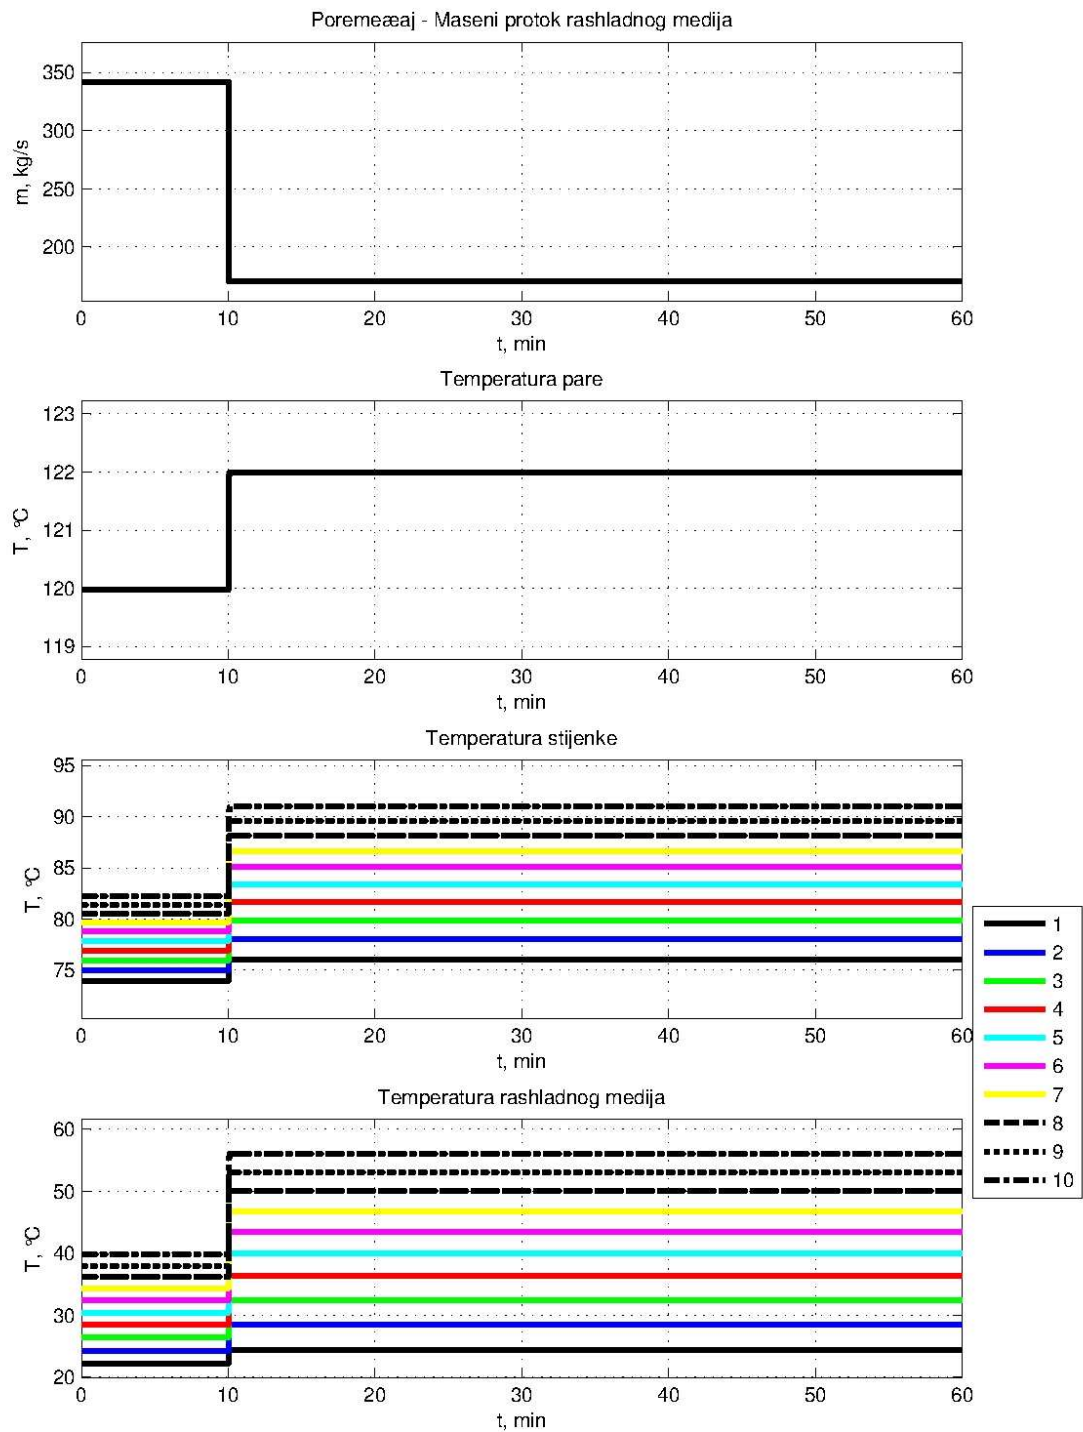 Poremeæaj - Maseni protok rashladnog medija
350
300
250
200
m, kg/s
0 10 20 30 40 50 60
t, min
Temperatura pare
123
122
121
120
119
T, °C
0 10 20 30 40 50 60
t, min
Temperatura stijenke
95
90
85
80
75
T, °C
0 10 20 30 40 50 60
t, min
Temperatura rashladnog medija
60
50
40
30
20
T, °C
0 10 20 30 40 50 60
t, min
1
2
3
4
5
6
7
8
9
10